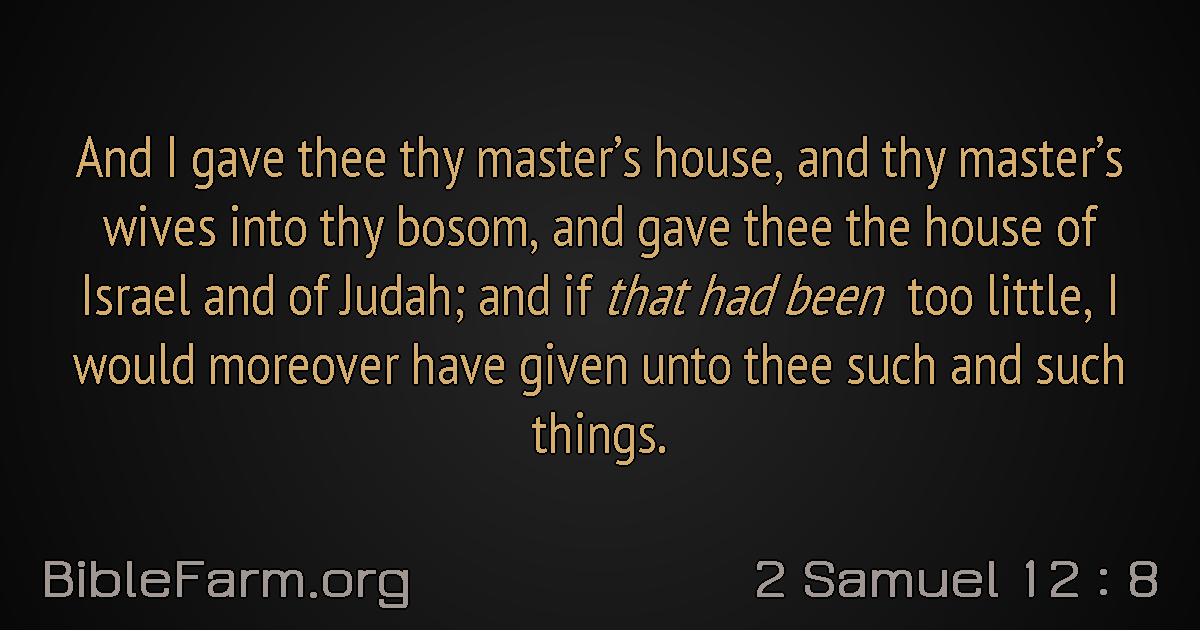 And I gave thee thy master’s house, and thy master’s
wives into thy bosom, and gave thee the house of
Israel and of Judah; and if that had been too little, I
would moreover have given unto thee such and such
things.
BibleFarm.org
2 Samuel 12 : 8